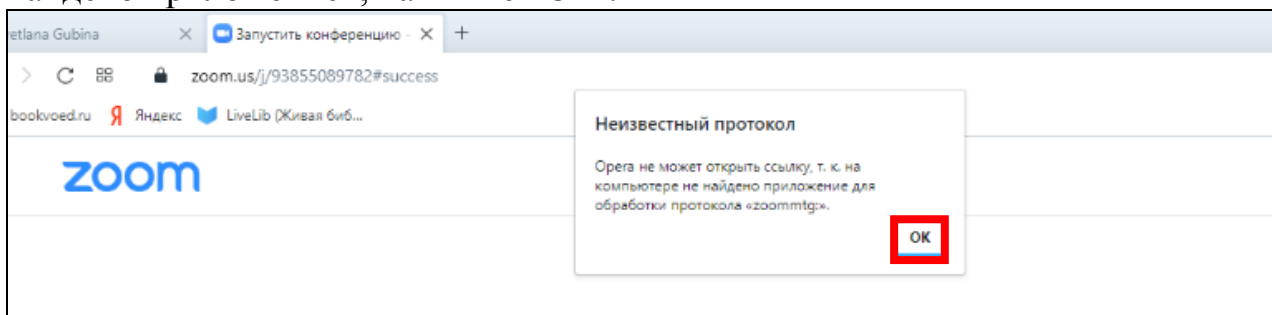 etlana Gubina
Запустить конференцию -
zoom.us/j/93855089782#success
bookvoed.ru
Яндекс
LiveLib (Живая биб...
zoom
Неизвестный протокол
Opera не может открыть ссылку, т. к. на
компьютере не найдено приложение для
обработки протокола «zoommtg:».
OK